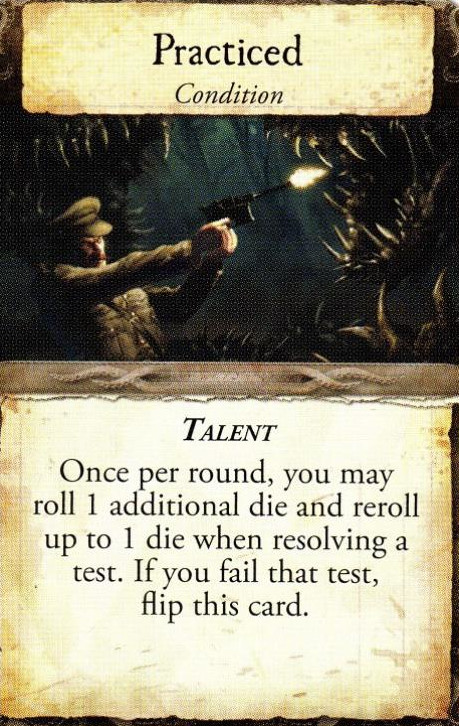 Practiced
Condition
TALENT
Once per round, you may
roll 1 additional die and reroll
up to 1 die when resolving a
test. If you fail that test,
flip this card.